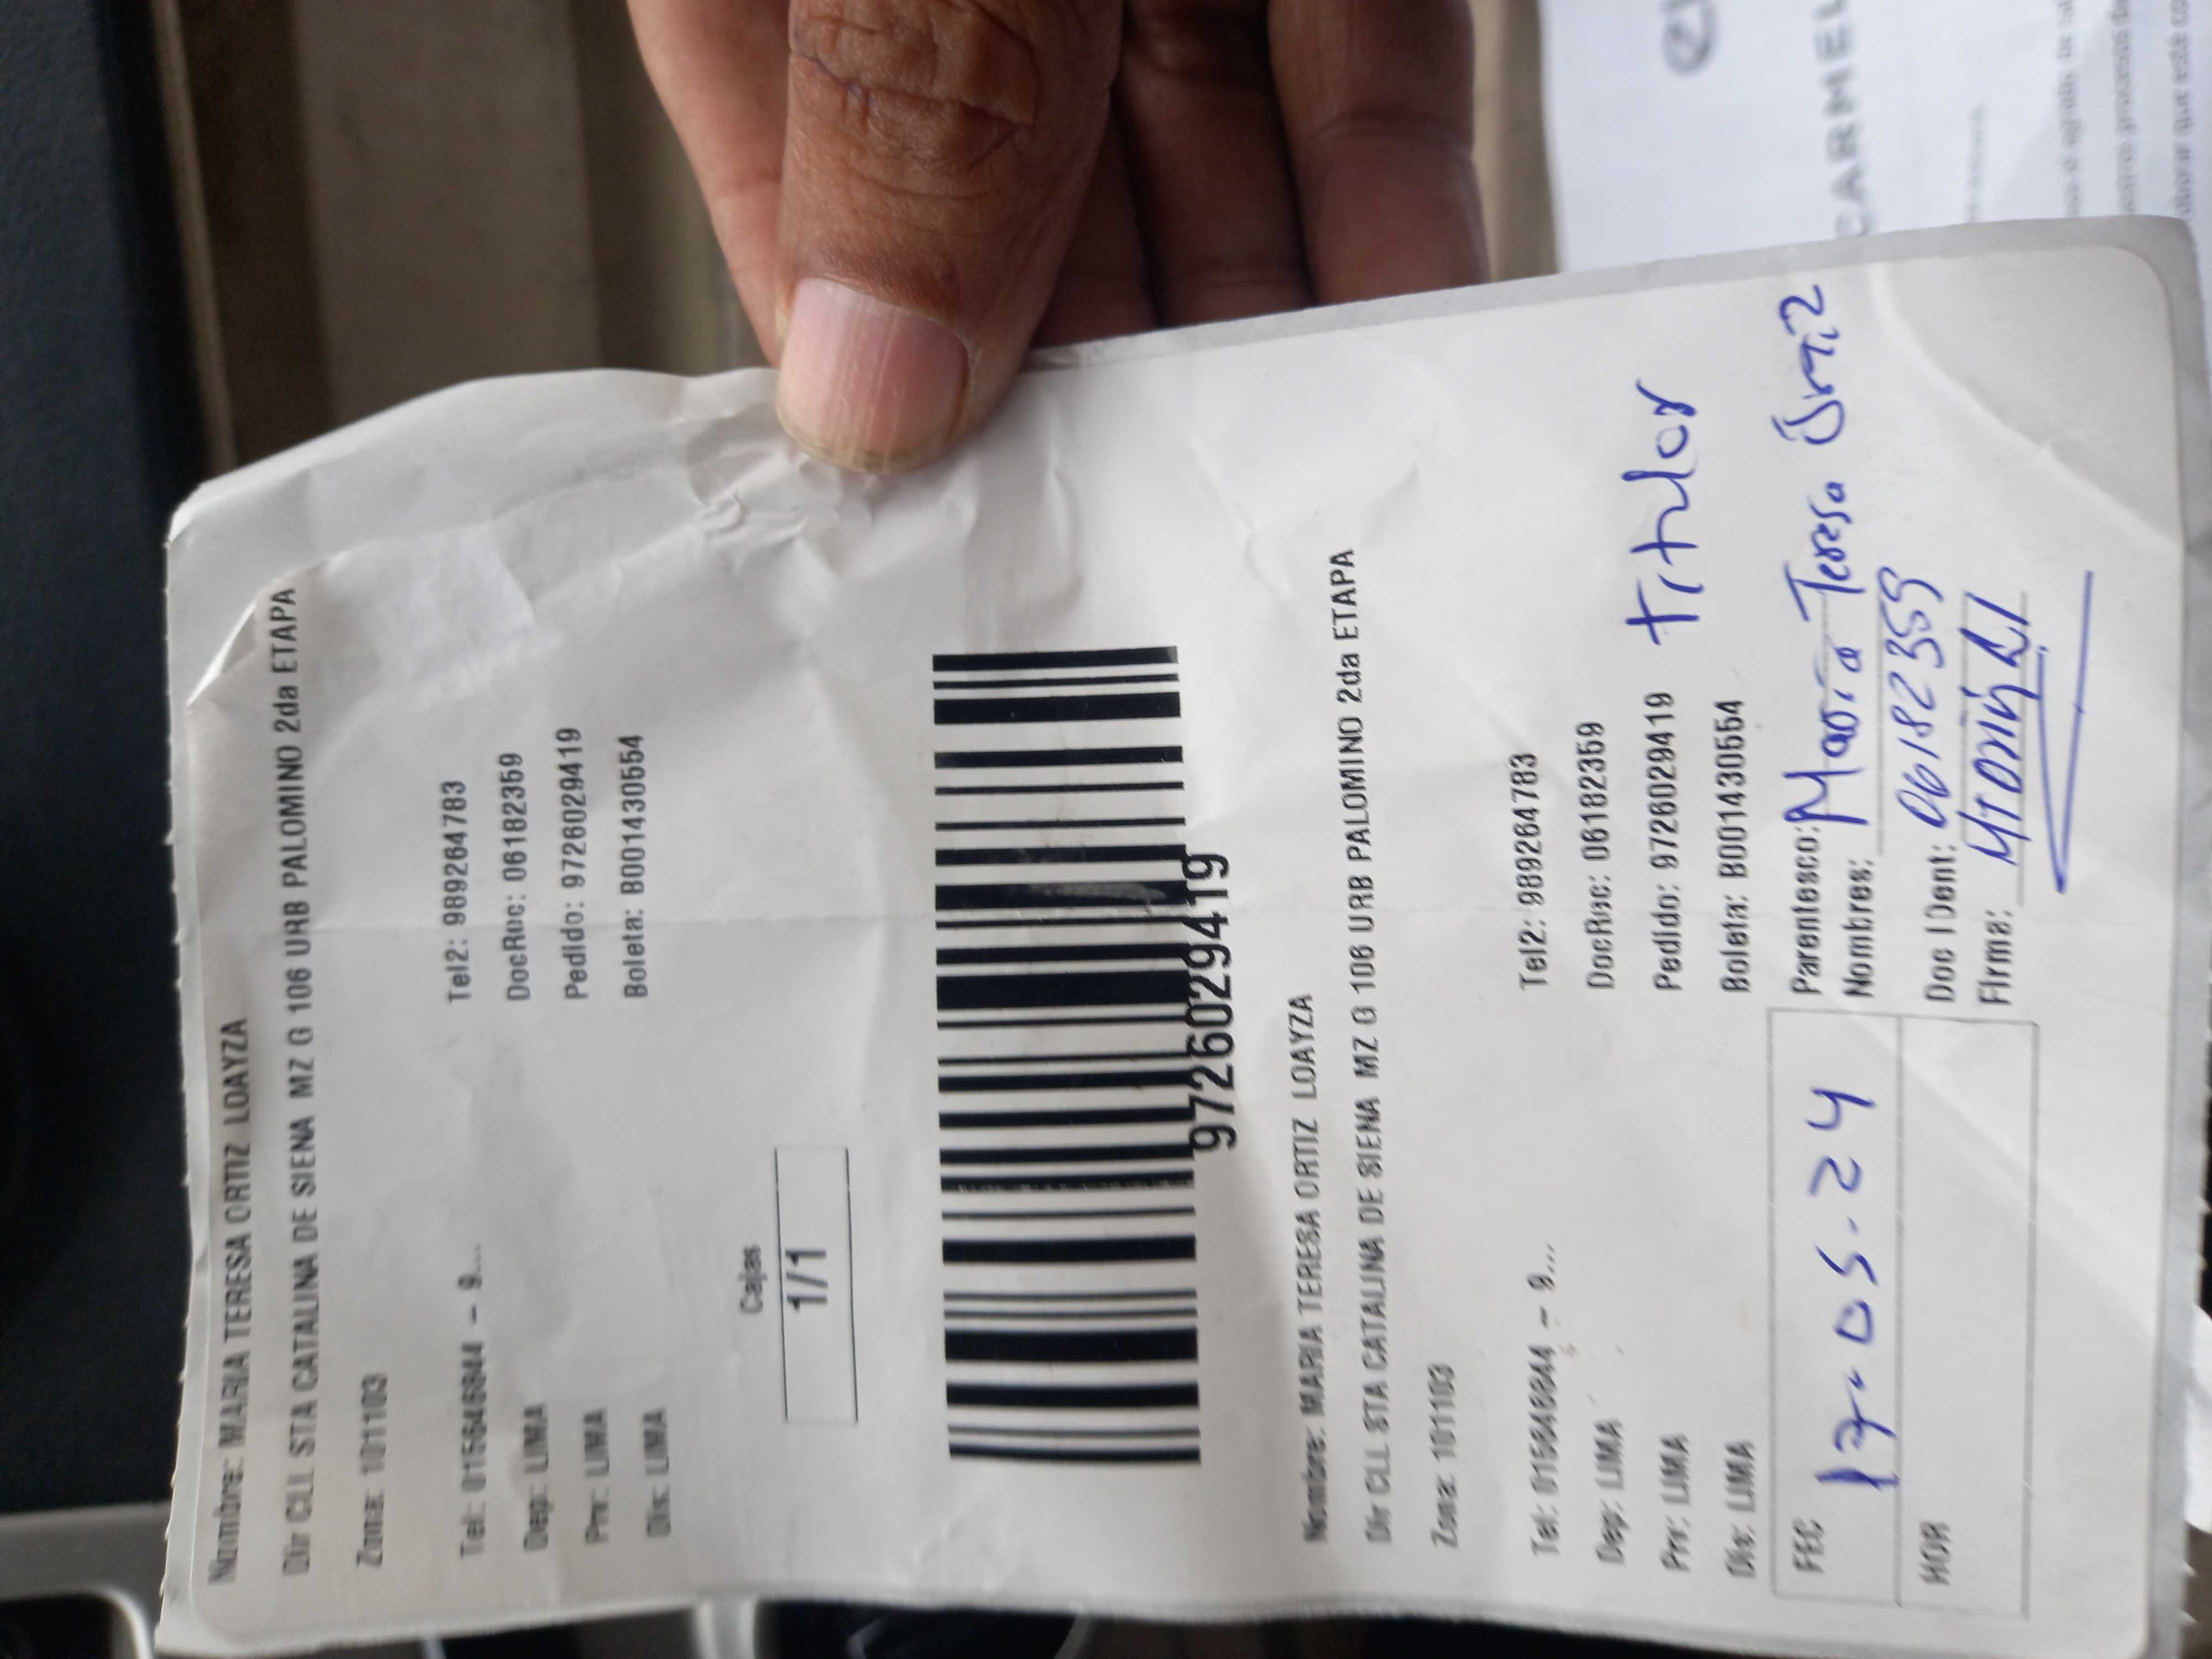 Nombre: MARIA TERESA ORTIZ LOAYZA
Dir CLL STA CATALINA DE SIENA MZ G 106 URB PALOMINO 2da ETAPA
Zona: 101103
Tel: 015646844 - 9... Tel2: 989264783
Dep: LIMA DocRuc: 06182359
Prv: LIMA Pedido: 9726029419
Dis: LIMA Boleta: B001430554
Cajas
1/1
9726029419
Nombre: MARIA TERESA ORTIZ LOAYZA
Dir CLL STA CATALINA DE SIENA MZ G 106 URB PALOMINO 2da ETAPA
Zona: 101103
Tel: 015646844 - 9... Tel2: 989264783
Dep: LIMA DocRuc: 06182359
Prv: LIMA Pedido: 9726029419 titular
Dis: LIMA Boleta: B001430554
FEC 17-05-24 Parentesco:
Nombres: Maria Teresa Ortiz
HOR Doc IDent: 06182359
Firma:
CARMEL